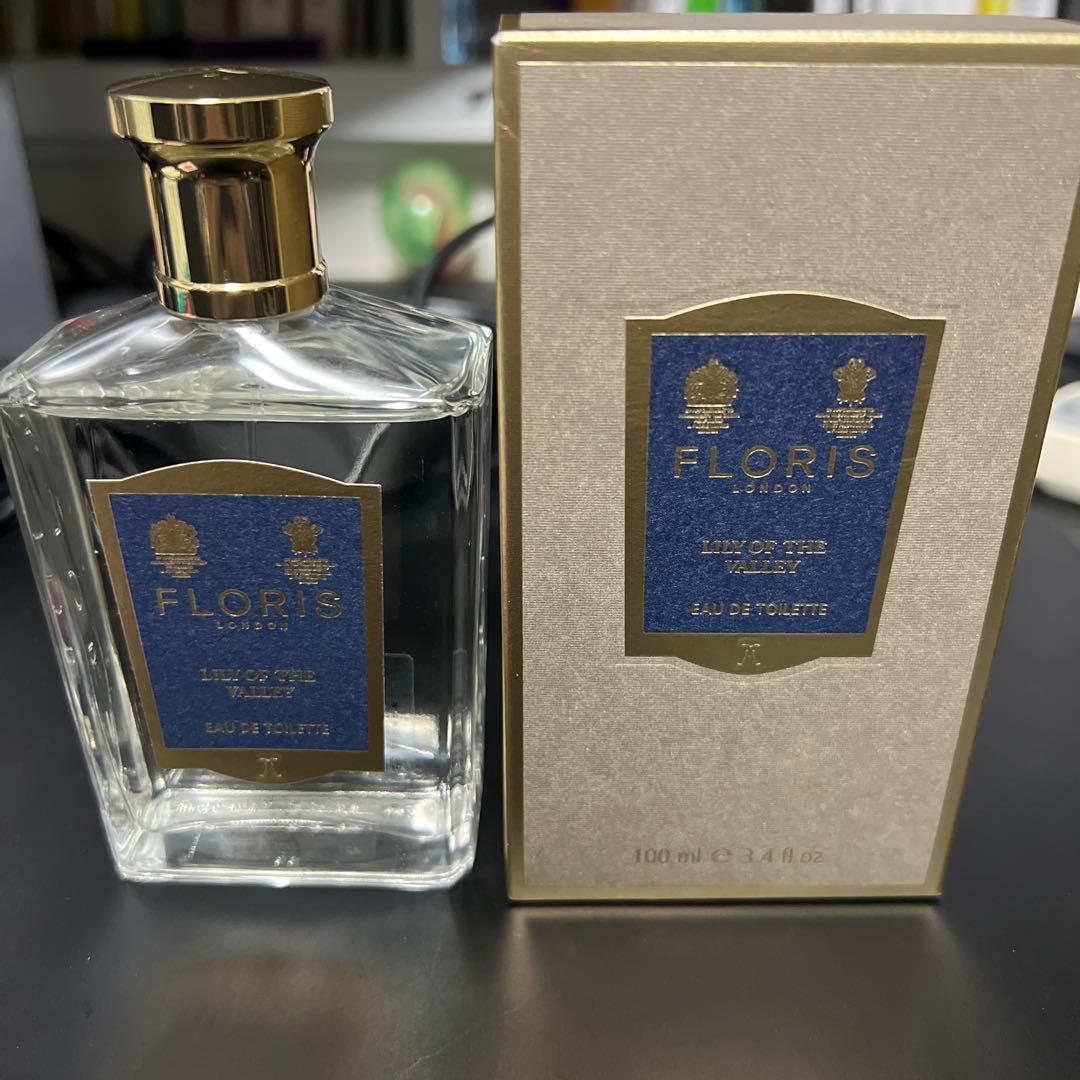 FLORIS
LONDON
LILY OF THE
VALLEY
EAU DE TOILETTE
FLORIS
LONDON
LILY OF THE
VALLEY
EAU DE TOILETTE
100 ml ℮ 3.4 fl oz